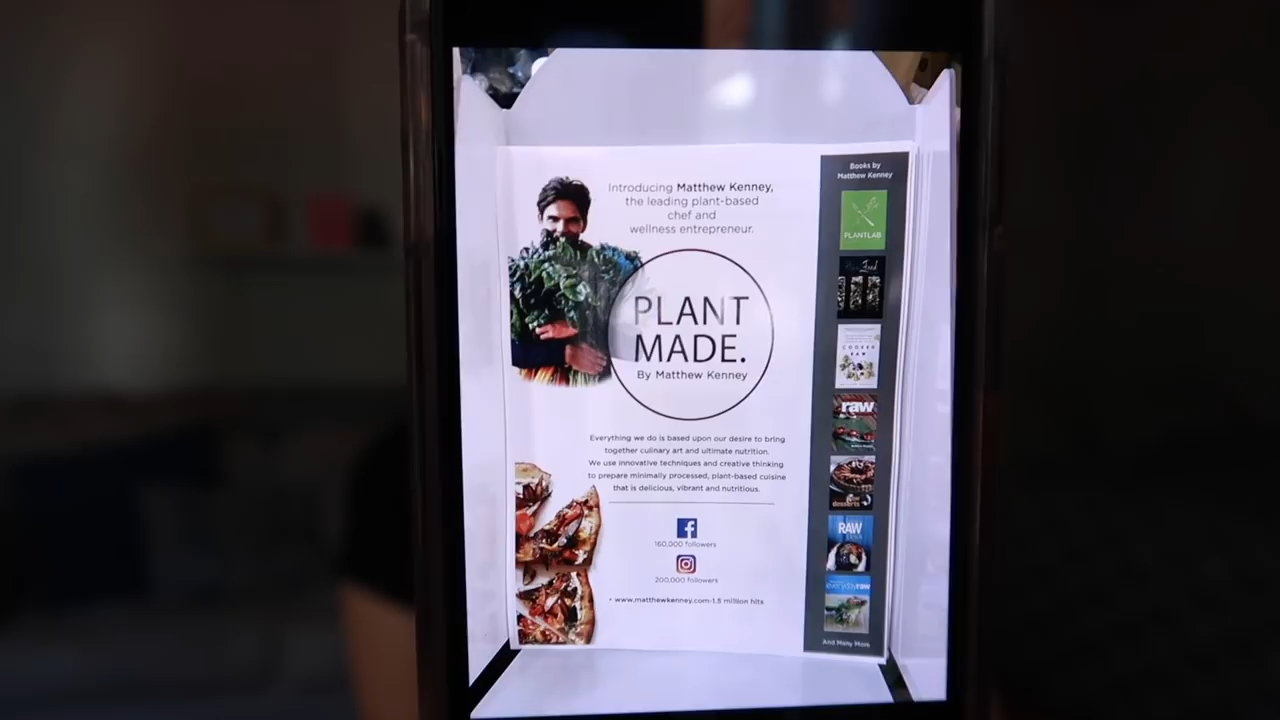 Introducing Matthew Kenney,
the leading plant-based
chef and
wellness entrepreneur.
PLANT
MADE.
By Matthew Kenney
Everything we do is based upon our desire to bring
together culinary art and ultimate nutrition.
We use innovative techniques and creative thinking
to prepare minimally processed, plant-based cuisine
that is delicious, vibrant and nutritious.
160,000 followers
200,000 followers
• www.matthewkenney.com-1.5 million hits
Books by
Matthew Kenney
PLANTLAB
COOKED
RAW
raw
desserts
RAW
everyday raw
And Many More